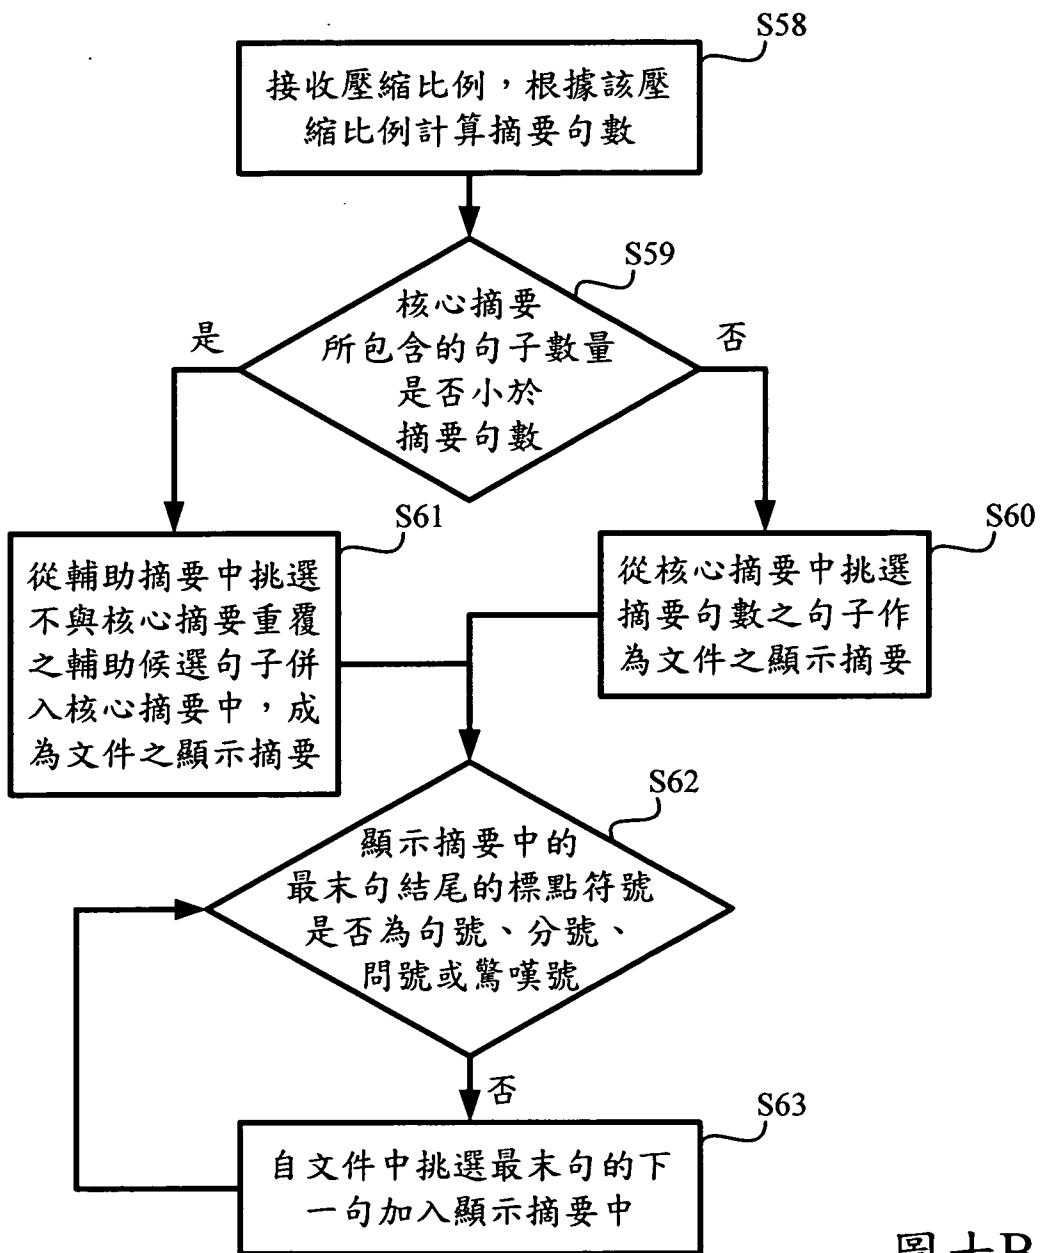 S58
接收壓縮比例，根據該壓
縮比例計算摘要句數
S59
核心摘要
所包含的句子數量
是否小於
摘要句數
是
否
S61
從輔助摘要中挑選
不與核心摘要重覆
之輔助候選句子併
入核心摘要中，成
為文件之顯示摘要
S60
從核心摘要中挑選
摘要句數之句子作
為文件之顯示摘要
S62
顯示摘要中的
最末句結尾的標點符號
是否為句號、分號、
問號或驚嘆號
否
S63
自文件中挑選最末句的下
一句加入顯示摘要中
圖十B